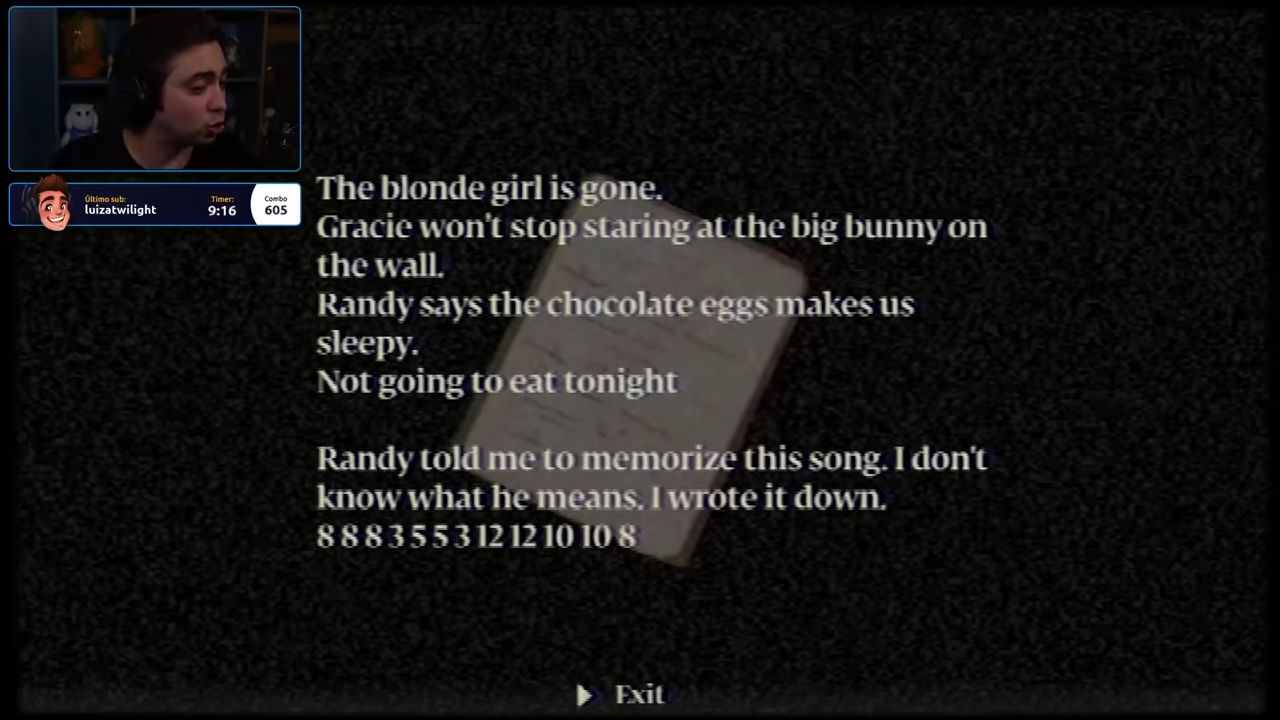 Último sub:
luizatwilight
Timer:
9:16
Combo
605
The blonde girl is gone.
Gracie won't stop staring at the big bunny on
the wall.
Randy says the chocolate eggs makes us
sleepy.
Not going to eat tonight
Randy told me to memorize this song. I don't
know what he means. I wrote it down.
8 8 8 3 5 5 3 12 12 10 10 8
Exit